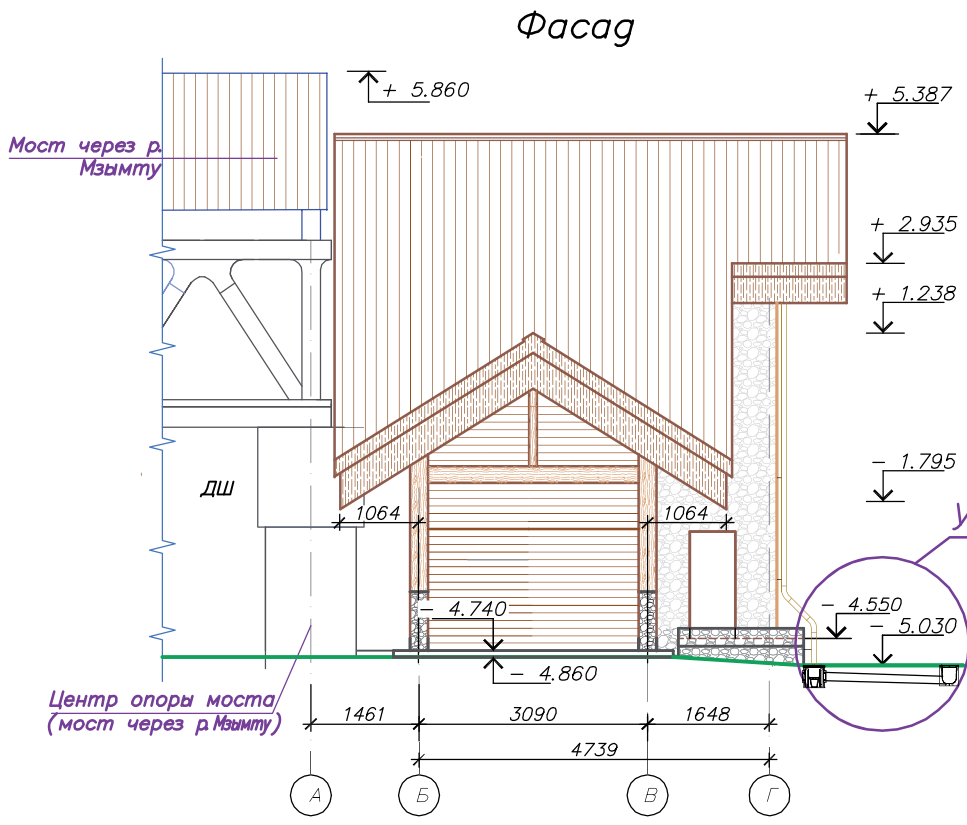 Фасад
+ 5.860
+ 5.387
Мост через р.
Мзымту
+ 2.935
+ 1.238
- 1.795
ДШ
1064
1064
У
- 4.740
- 4.550
- 5.030
- 4.860
Центр опоры моста
(мост через р.Мзымту)
1461
3090
1648
4739
А
Б
В
Г